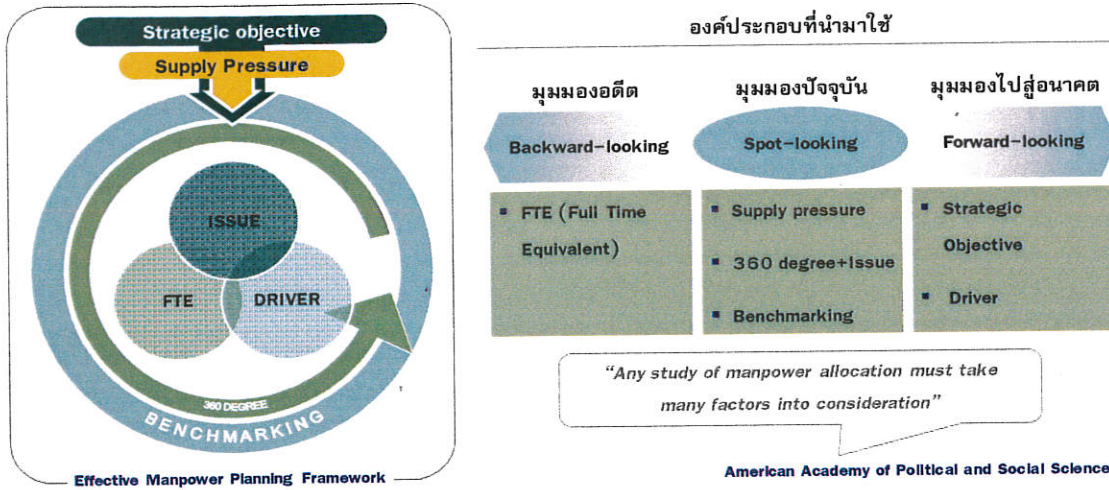 Strategic objective
Supply Pressure
ISSUE
FTE
DRIVER
360 DEGREE
BENCHMARKING
Effective Manpower Planning Framework
องค์ประกอบที่นำมาใช้
มุมมองอดีต
มุมมองปัจจุบัน
มุมมองไปสู่อนาคต
Backward-looking
Spot-looking
Forward-looking
▪ FTE (Full Time
Equivalent)
▪ Supply pressure
▪ 360 degree+Issue
▪ Benchmarking
▪ Strategic
Objective
▪ Driver
“Any study of manpower allocation must take
many factors into consideration”
American Academy of Political and Social Science